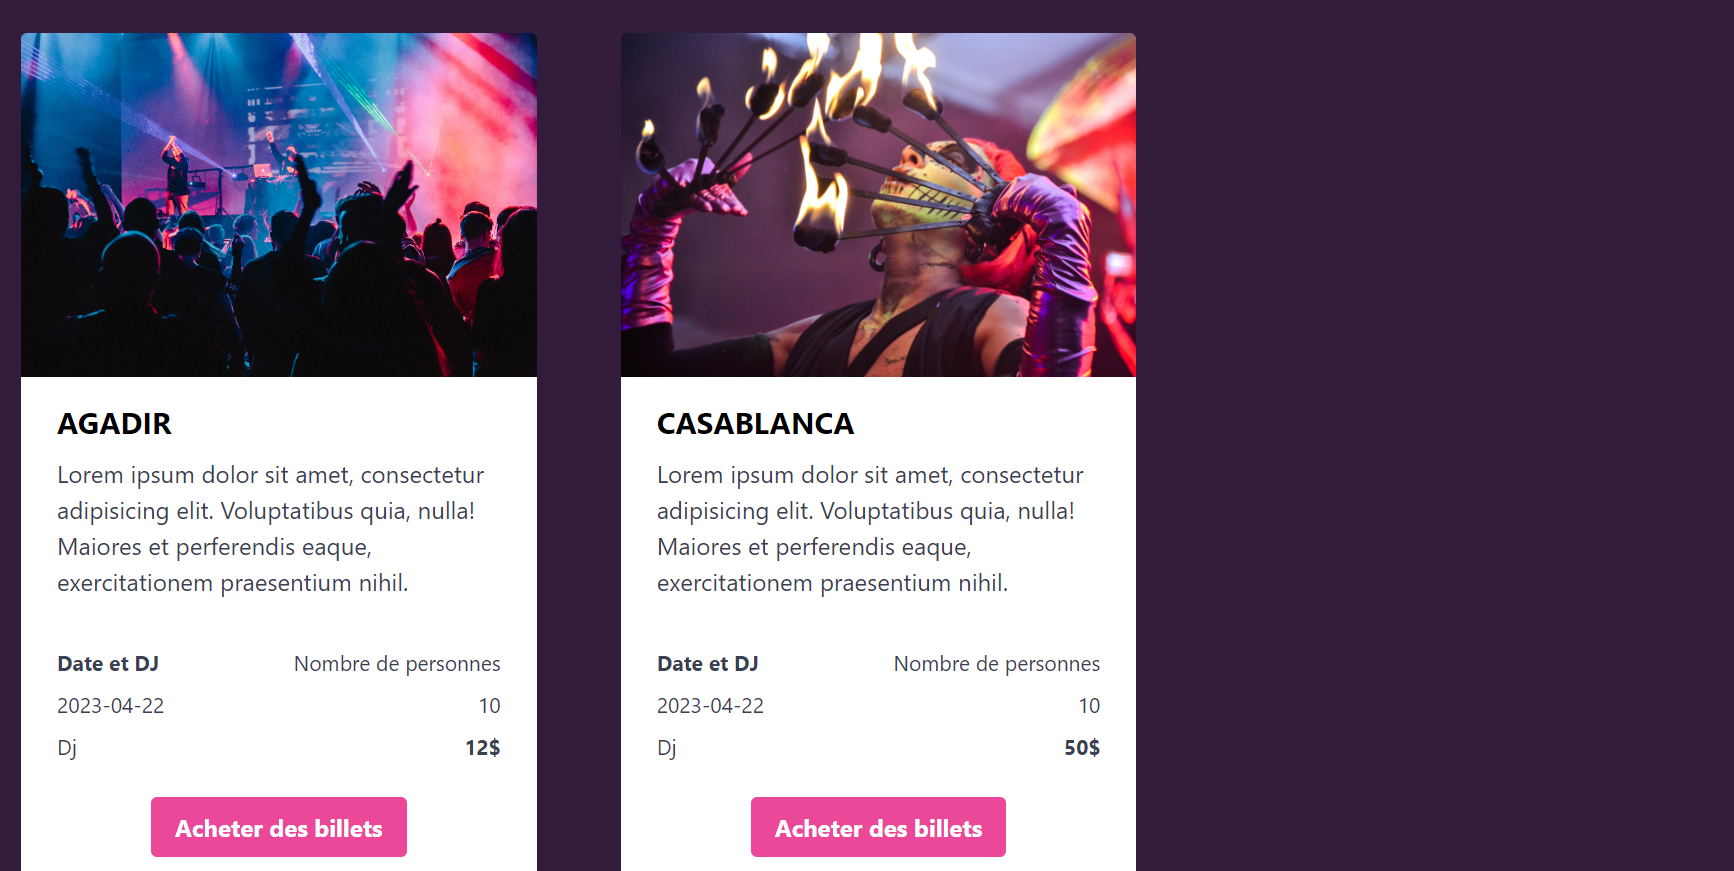 AGADIR
Lorem ipsum dolor sit amet, consectetur
adipisicing elit. Voluptatibus quia, nulla!
Maiores et perferendis eaque,
exercitationem praesentium nihil.
Date et DJ
Nombre de personnes
2023-04-22
10
Dj
12$
Acheter des billets
CASABLANCA
Lorem ipsum dolor sit amet, consectetur
adipisicing elit. Voluptatibus quia, nulla!
Maiores et perferendis eaque,
exercitationem praesentium nihil.
Date et DJ
Nombre de personnes
2023-04-22
10
Dj
50$
Acheter des billets